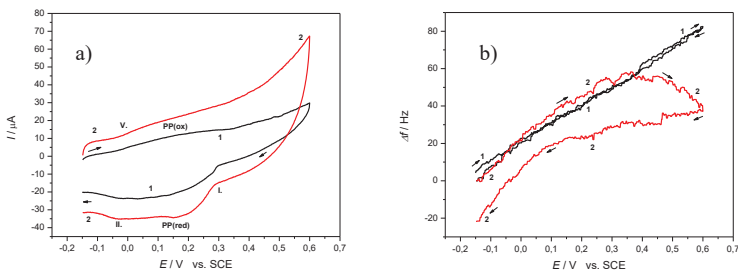 a)
I / µA
80
70
60
50
40
30
20
10
0
-10
-20
-30
-40
-0,2 -0,1 0,0 0,1 0,2 0,3 0,4 0,5 0,6 0,7
E / V vs. SCE
2
2
V.
PP(ox)
1
1
I.
2
II.
PP(red)
b)
Δf / Hz
80
60
40
20
0
-20
-0,2 -0,1 0,0 0,1 0,2 0,3 0,4 0,5 0,6 0,7
E / V vs. SCE
1
2
2
1
1
2
2
2